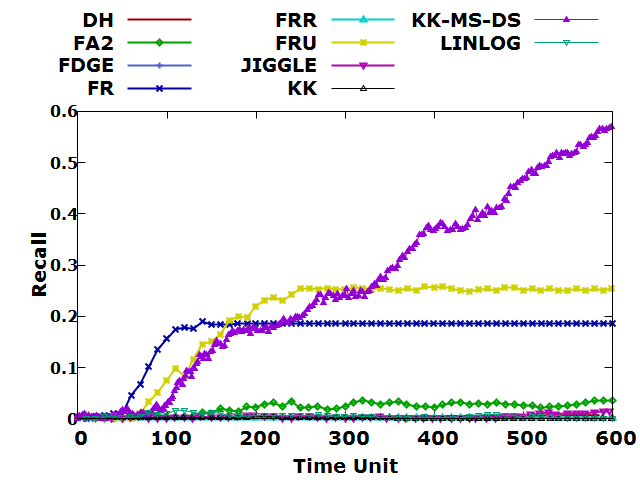 DH FRR KK-MS-DS
FA2 FRU LINLOG
FDGE JIGGLE
FR KK
0.6
0.5
0.4
0.3
0.2
0.1
0
Recall
0 100 200 300 400 500 600
Time Unit